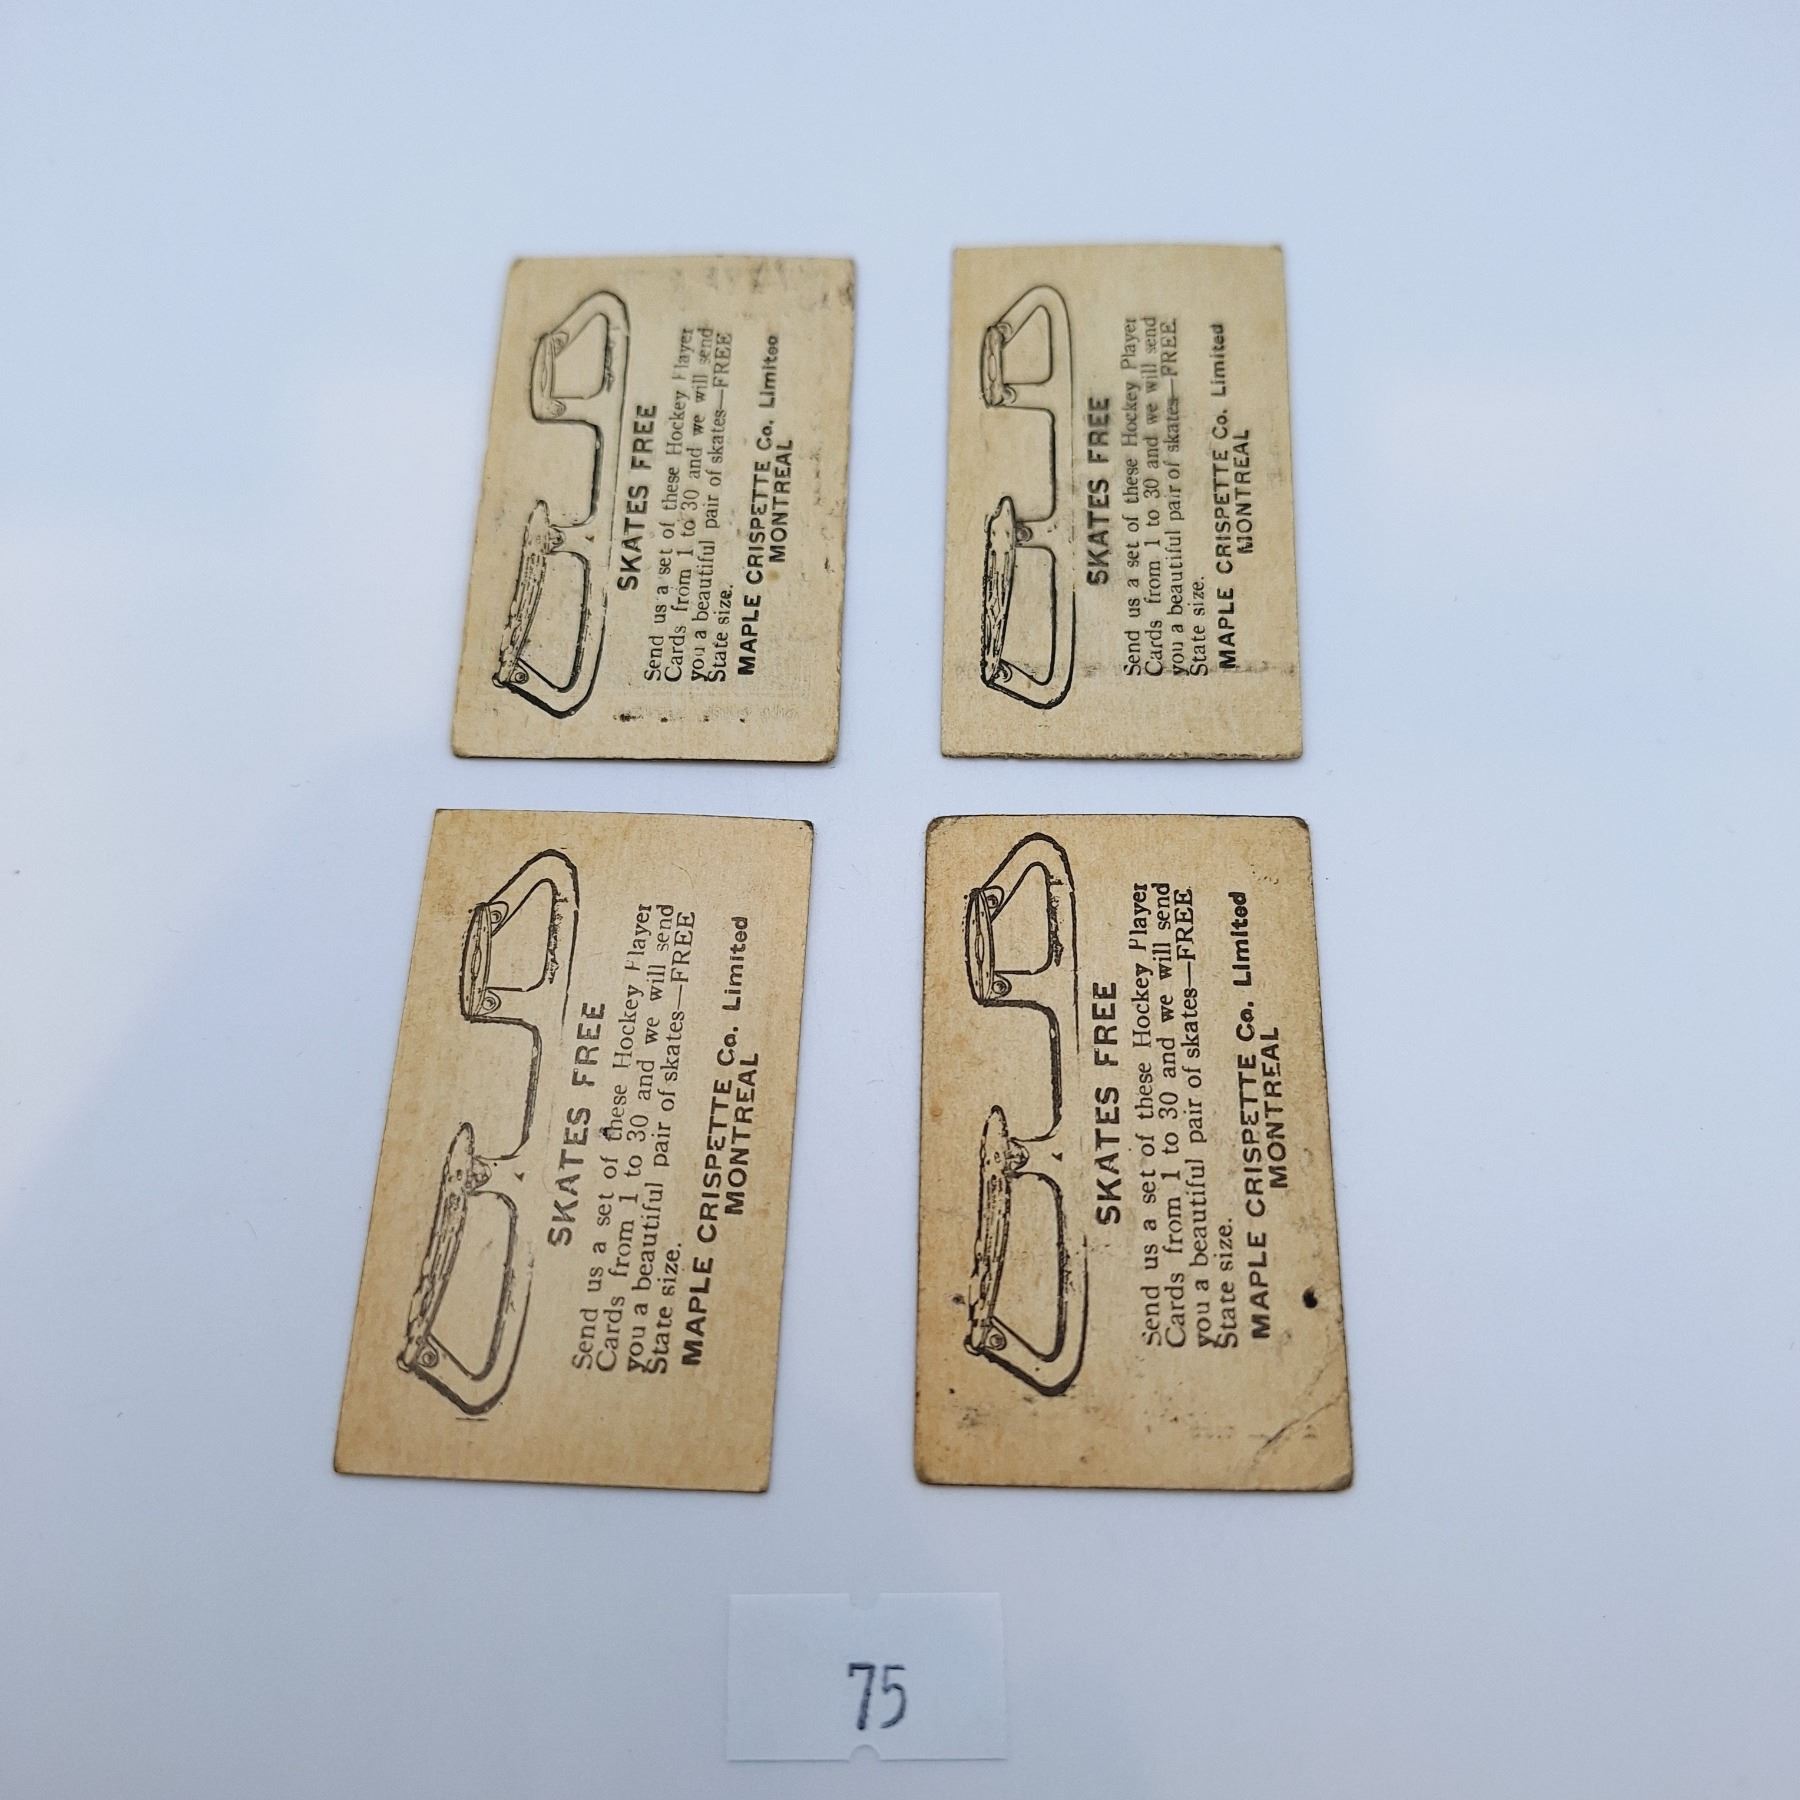 SKATES FREE
Send us a set of these Hockey Player
Cards from 1 to 30 and we will send
you a beautiful pair of skates—FREE
State size.
MAPLE CRISPETTE Co. Limited
MONTREAL
SKATES FREE
Send us a set of these Hockey Player
Cards from 1 to 30 and we will send
you a beautiful pair of skates—FREE.
State size.
MAPLE CRISPETTE Co. Limited
MONTREAL
SKATES FREE
Send us a set of these Hockey Player
Cards from 1 to 30 and we will send
you a beautiful pair of skates—FREE
State size.
MAPLE CRISPETTE Co. Limited
MONTREAL
SKATES FREE
Send us a set of these Hockey Player
Cards from 1 to 30 and we will send
you a beautiful pair of skates—FREE.
State size.
MAPLE CRISPETTE Co. Limited
MONTREAL
75